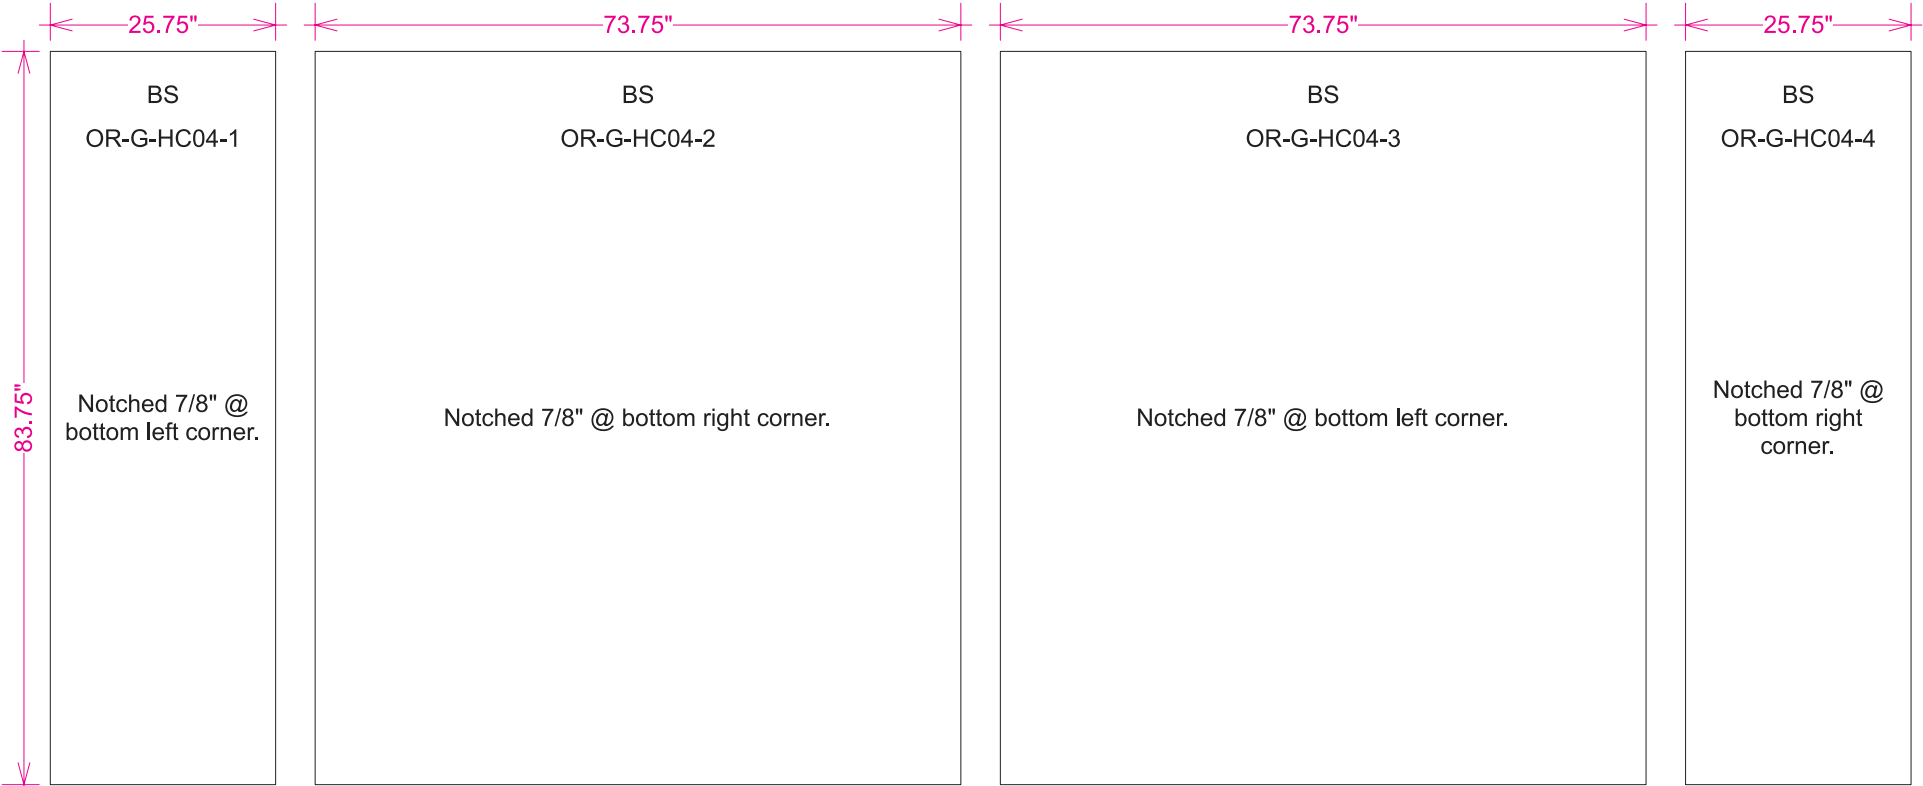 25.75"
73.75"
73.75"
25.75"
83.75"
BS
OR-G-HC04-1
Notched 7/8" @
bottom left corner.
BS
OR-G-HC04-2
Notched 7/8" @ bottom right corner.
BS
OR-G-HC04-3
Notched 7/8" @ bottom left corner.
BS
OR-G-HC04-4
Notched 7/8" @
bottom right
corner.